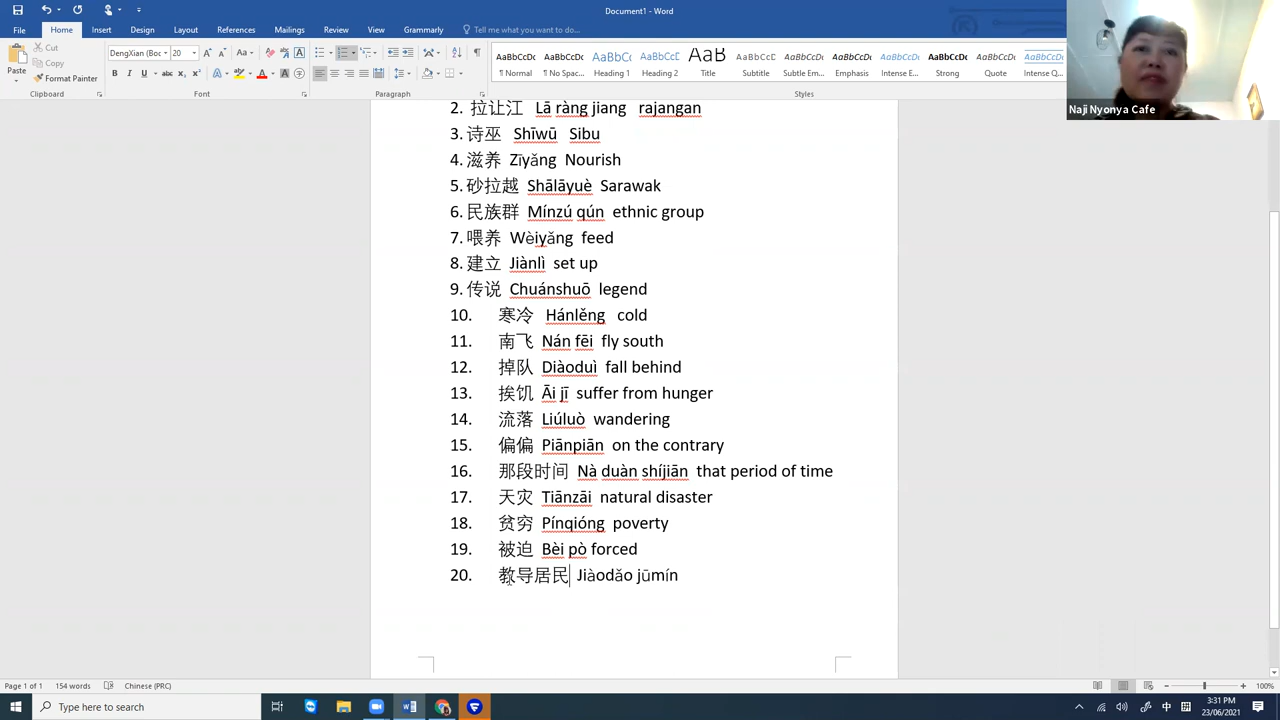 Document1 - Word
File Home Insert Design Layout References Mailings Review View Grammarly Tell me what you want to do
Cut
Copy
Format Painter
Paste
DengXian (Boc 20
AaBbCcDc AaBbCcDc AaBbCc AaBbCcD AaB AaBbCcD AaBbCcDc AaBbCcDc AaBbCcDc AaBbCcDc AaBbCcDc AaBbCcDc
¶ Normal ¶ No Spac... Heading 1 Heading 2 Title Subtitle Subtle Em... Emphasis Intense E... Strong Quote Intense Q...
Clipboard Font Paragraph Styles
Naji Nyonya Cafe
2. 拉让江 Lā ràng jiang rajangan
3. 诗巫 Shīwū Sibu
4. 滋养 Zīyǎng Nourish
5. 砂拉越 Shālāyuè Sarawak
6. 民族群 Mínzú qún ethnic group
7. 喂养 Wèiyǎng feed
8. 建立 Jiànlì set up
9. 传说 Chuánshuō legend
10. 寒冷 Hánlěng cold
11. 南飞 Nán fēi fly south
12. 掉队 Diàoduì fall behind
13. 挨饥 Āi jī suffer from hunger
14. 流落 Liúluò wandering
15. 偏偏 Piānpiān on the contrary
16. 那段时间 Nà duàn shíjiān that period of time
17. 天灾 Tiānzāi natural disaster
18. 贫穷 Pínqióng poverty
19. 被迫 Bèi pò forced
20. 教导居民 Jiàodǎo jūmín
Page 1 of 1 154 words Chinese (PRC) 100%
Type here to search
中
3:31 PM
23/06/2021